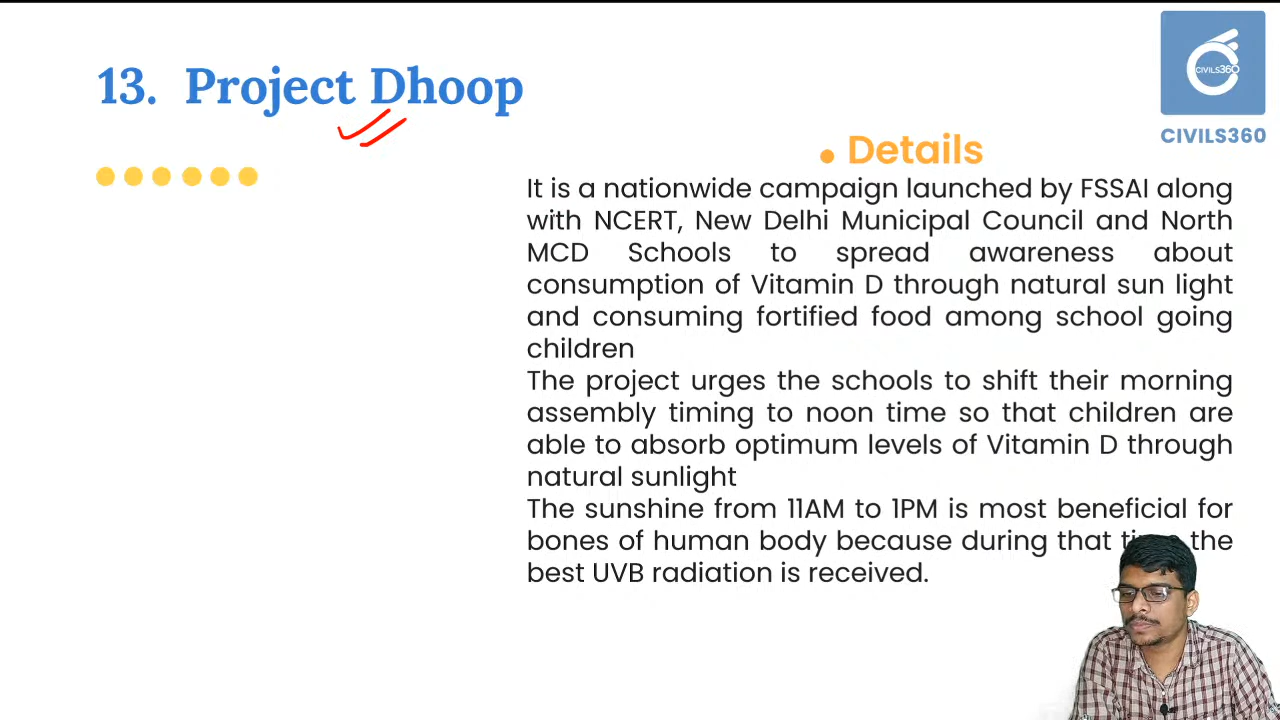 13. Project Dhoop
CIVILS360
CIVILS360
• Details
It is a nationwide campaign launched by FSSAI along
with NCERT, New Delhi Municipal Council and North
MCD Schools to spread awareness about
consumption of Vitamin D through natural sun light
and consuming fortified food among school going
children
The project urges the schools to shift their morning
assembly timing to noon time so that children are
able to absorb optimum levels of Vitamin D through
natural sunlight
The sunshine from 11AM to 1PM is most beneficial for
bones of human body because during that the
best UVB radiation is received.